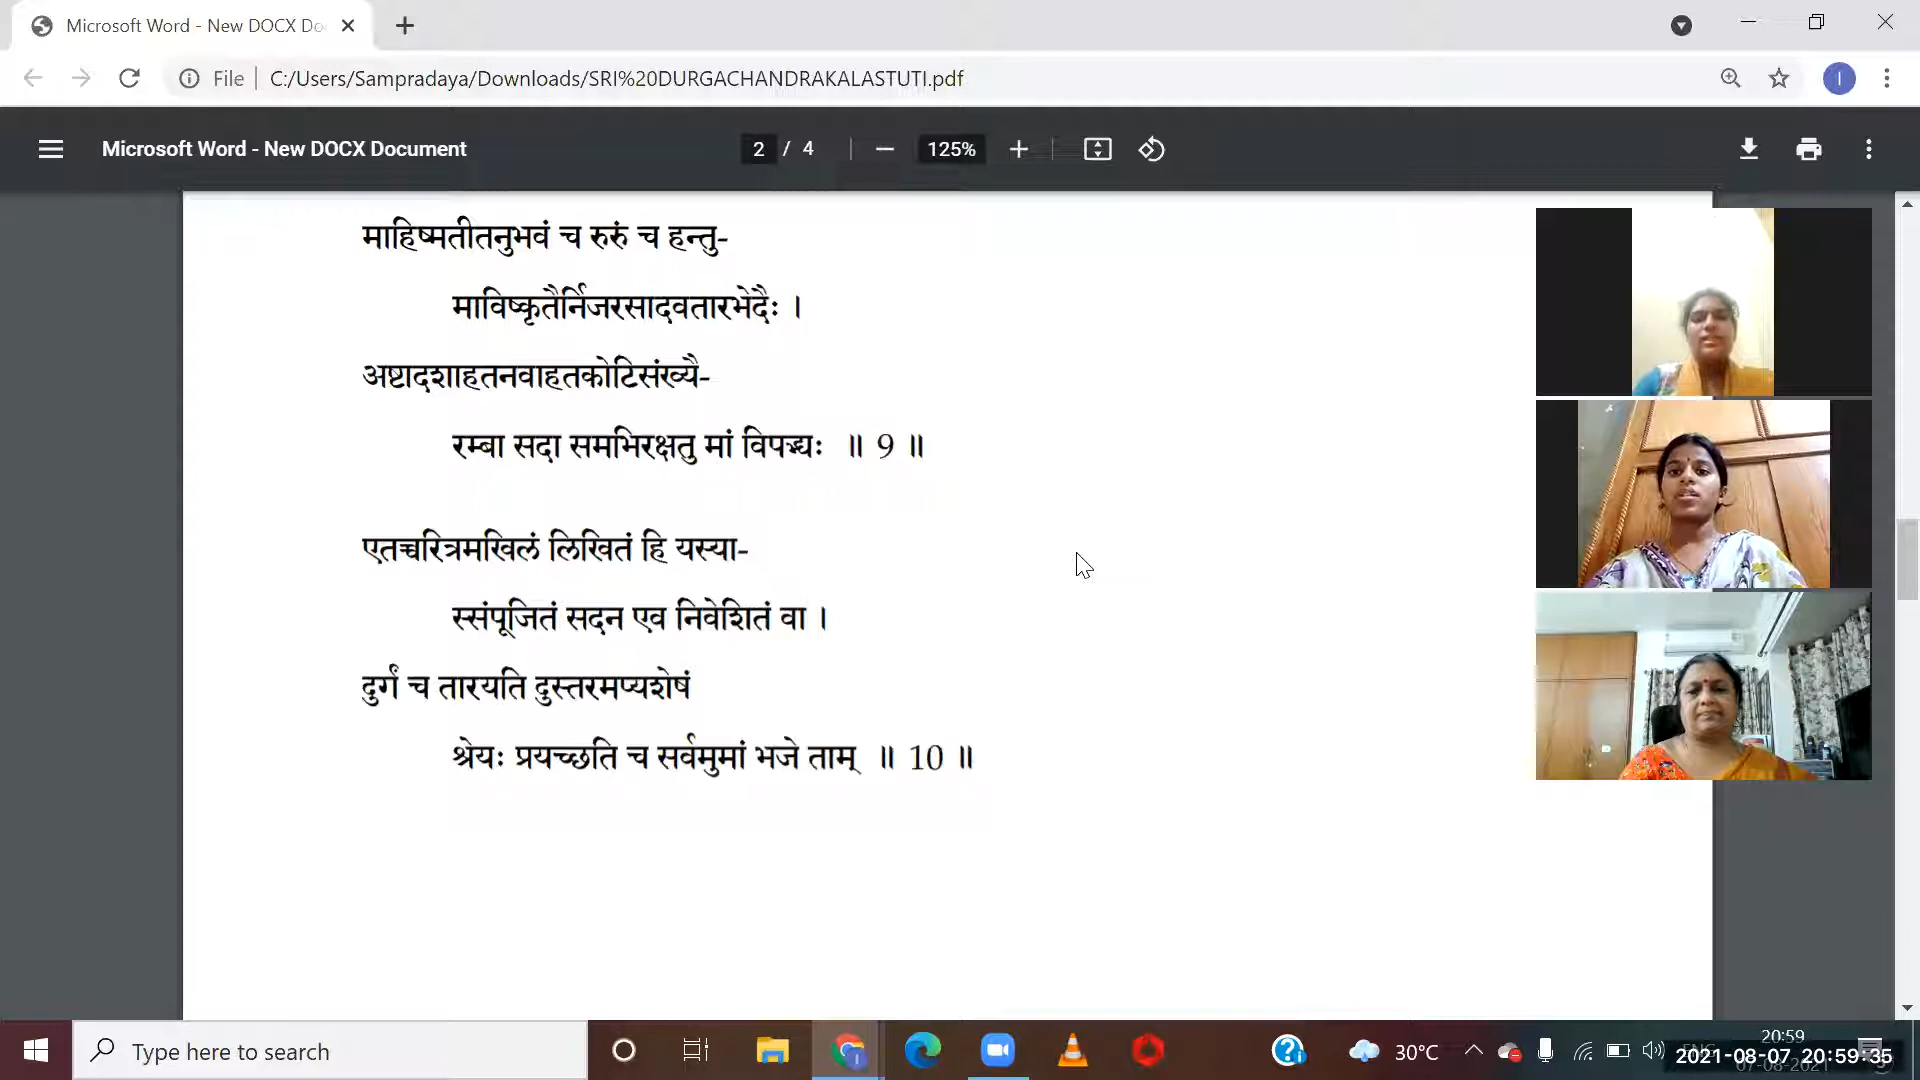 Microsoft Word - New DOCX Do
File
C:/Users/Sampradaya/Downloads/SRI%20DURGACHANDRAKALASTUTI.pdf
I
Microsoft Word - New DOCX Document
2 / 4
125%
माहिष्मतीतनुभवं च रुरुं च हन्तु-
माविष्कृतैर्निजरसादवतारभेदैः ।
अष्टादशाहतनवाहतकोटिसंख्यै-
रम्बा सदा समभिरक्षतु मां विपद्भ्यः ॥ 9 ॥
एतच्चरित्रमखिलं लिखितं हि यस्या-
स्संपूजितं सदन एव निवेशितं वा ।
दुर्गं च तारयति दुस्तरमप्यशेषं
श्रेयः प्रयच्छति च सर्वमुमां भजे ताम् ॥ 10 ॥
Type here to search
30°C
20:59
2021-08-07 20:59:35
07-08-2021